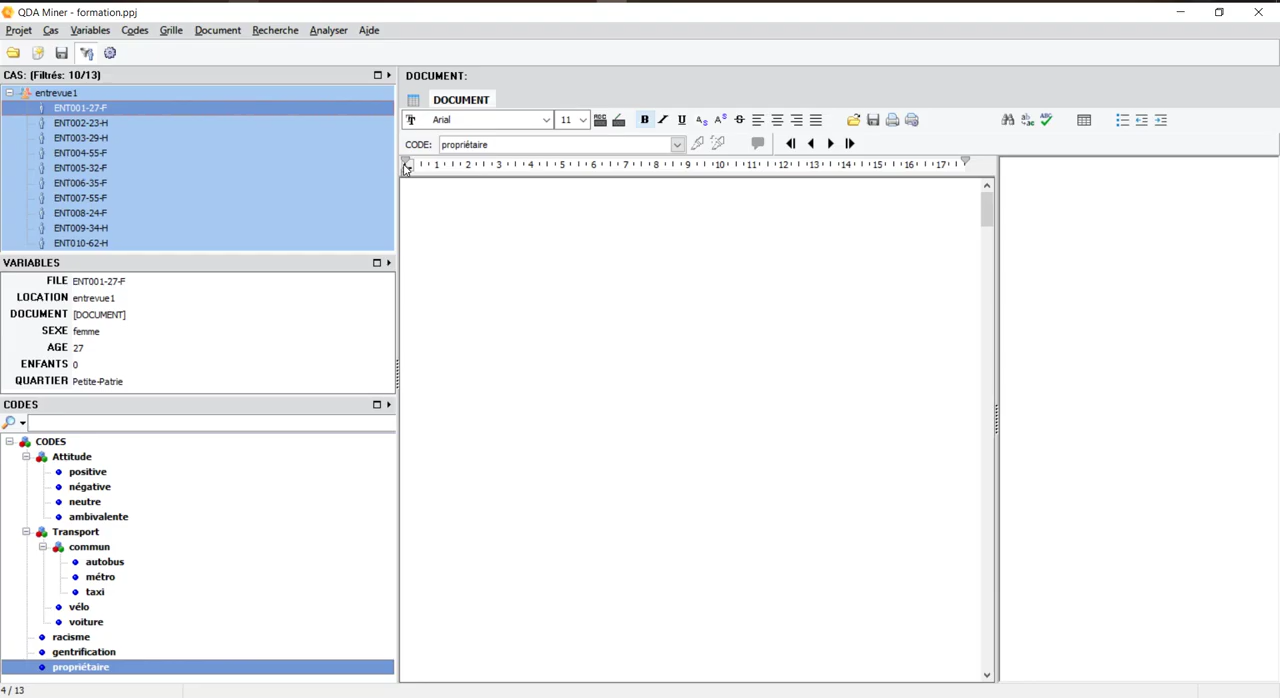 QDA Miner - formation.ppj
Projet Cas Variables Codes Grille Document Recherche Analyser Aide
CAS: (Filtrés: 10/13)
entrevue1
ENT001-27-F
ENT002-23-H
ENT003-29-H
ENT004-55-F
ENT005-32-F
ENT006-35-F
ENT007-55-F
ENT008-24-F
ENT009-34-H
ENT010-62-H
VARIABLES
FILE ENT001-27-F
LOCATION entrevue1
DOCUMENT [DOCUMENT]
SEXE femme
AGE 27
ENFANTS 0
QUARTIER Petite-Patrie
CODES
CODES
Attitude
positive
négative
neutre
ambivalente
Transport
commun
autobus
métro
taxi
vélo
voiture
racisme
gentrification
propriétaire
4 / 13
DOCUMENT:
DOCUMENT
Arial 11 B U
CODE: propriétaire
1 2 3 4 5 6 7 8 9 10 11 12 13 14 15 16 17